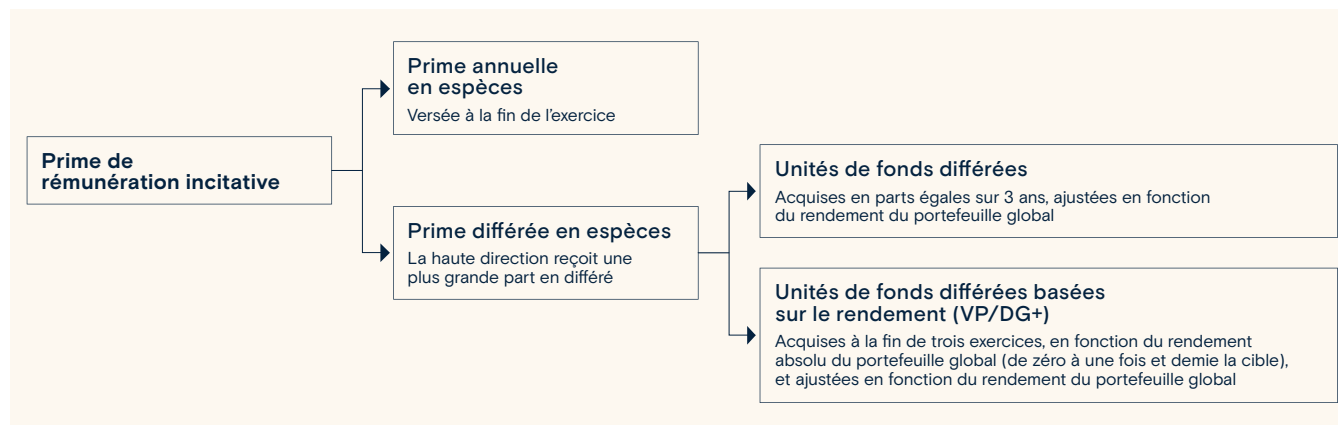 Prime de
rémunération incitative
Prime annuelle
en espèces
Versée à la fin de l’exercice
Prime différée en espèces
La haute direction reçoit une
plus grande part en différé
Unités de fonds différées
Acquises en parts égales sur 3 ans, ajustées en fonction
du rendement du portefeuille global
Unités de fonds différées basées
sur le rendement (VP/DG+)
Acquises à la fin de trois exercices, en fonction du rendement
absolu du portefeuille global (de zéro à une fois et demie la cible),
et ajustées en fonction du rendement du portefeuille global